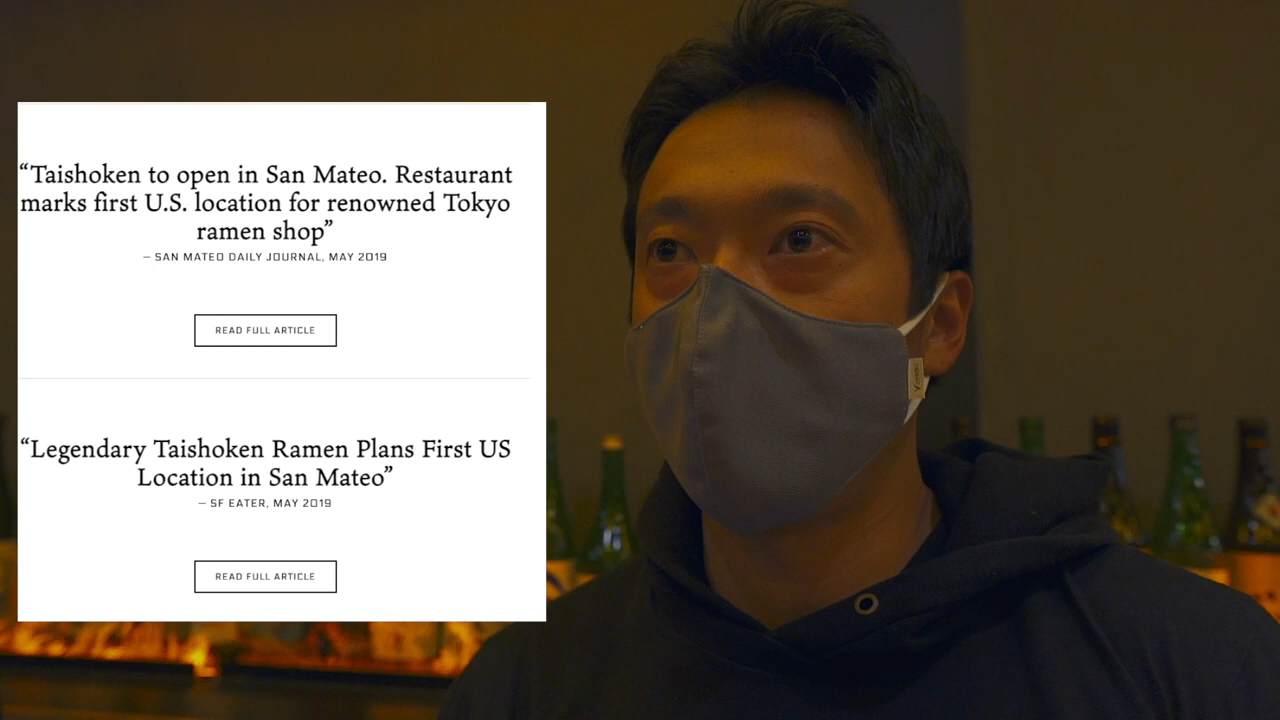 “Taishoken to open in San Mateo. Restaurant
marks first U.S. location for renowned Tokyo
ramen shop”
— SAN MATEO DAILY JOURNAL, MAY 2019
READ FULL ARTICLE
“Legendary Taishoken Ramen Plans First US
Location in San Mateo”
— SF EATER, MAY 2019
READ FULL ARTICLE